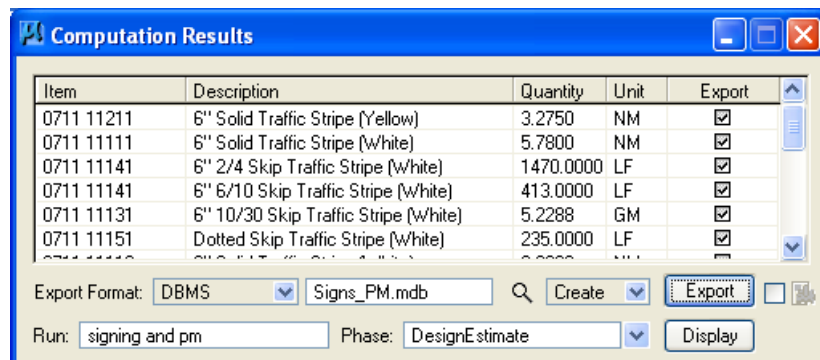 Computation Results
Item Description Quantity Unit Export
0711 11211 6" Solid Traffic Stripe (Yellow) 3.2750 NM
0711 11111 6" Solid Traffic Stripe (White) 5.7800 NM
0711 11141 6" 2/4 Skip Traffic Stripe (White) 1470.0000 LF
0711 11141 6" 6/10 Skip Traffic Stripe (White) 413.0000 LF
0711 11131 6" 10/30 Skip Traffic Stripe (White) 5.2288 GM
0711 11151 Dotted Skip Traffic Stripe (White) 235.0000 LF
Export Format: DBMS Signs_PM.mdb Create Export
Run: signing and pm Phase: DesignEstimate Display